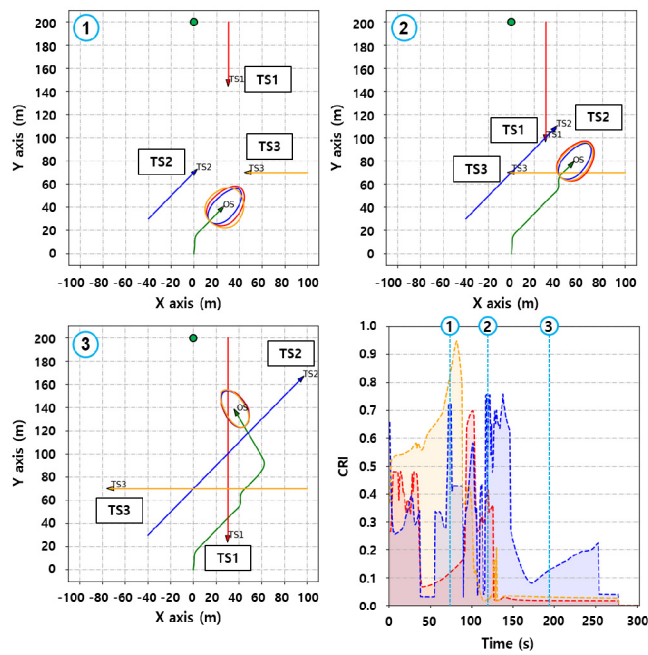 1
200
180
160
140
120
100
80
60
40
20
0
Y axis (m)
TS1
TS1
TS3
TS3
TS2
TS2
OS
-100 -80 -60 -40 -20 0 20 40 60 80 100
X axis (m)
2
200
180
160
140
120
100
80
60
40
20
0
Y axis (m)
TS2
TS2
TS1
TS1
TS3
TS3
OS
-100 -80 -60 -40 -20 0 20 40 60 80 100
X axis (m)
3
200
180
160
140
120
100
80
60
40
20
0
Y axis (m)
TS2
TS2
OS
TS3
TS3
TS1
TS1
-100 -80 -60 -40 -20 0 20 40 60 80 100
X axis (m)
1 2 3
1.0
0.9
0.8
0.7
0.6
0.5
0.4
0.3
0.2
0.1
0.0
CRI
0 50 100 150 200 250 300
Time (s)